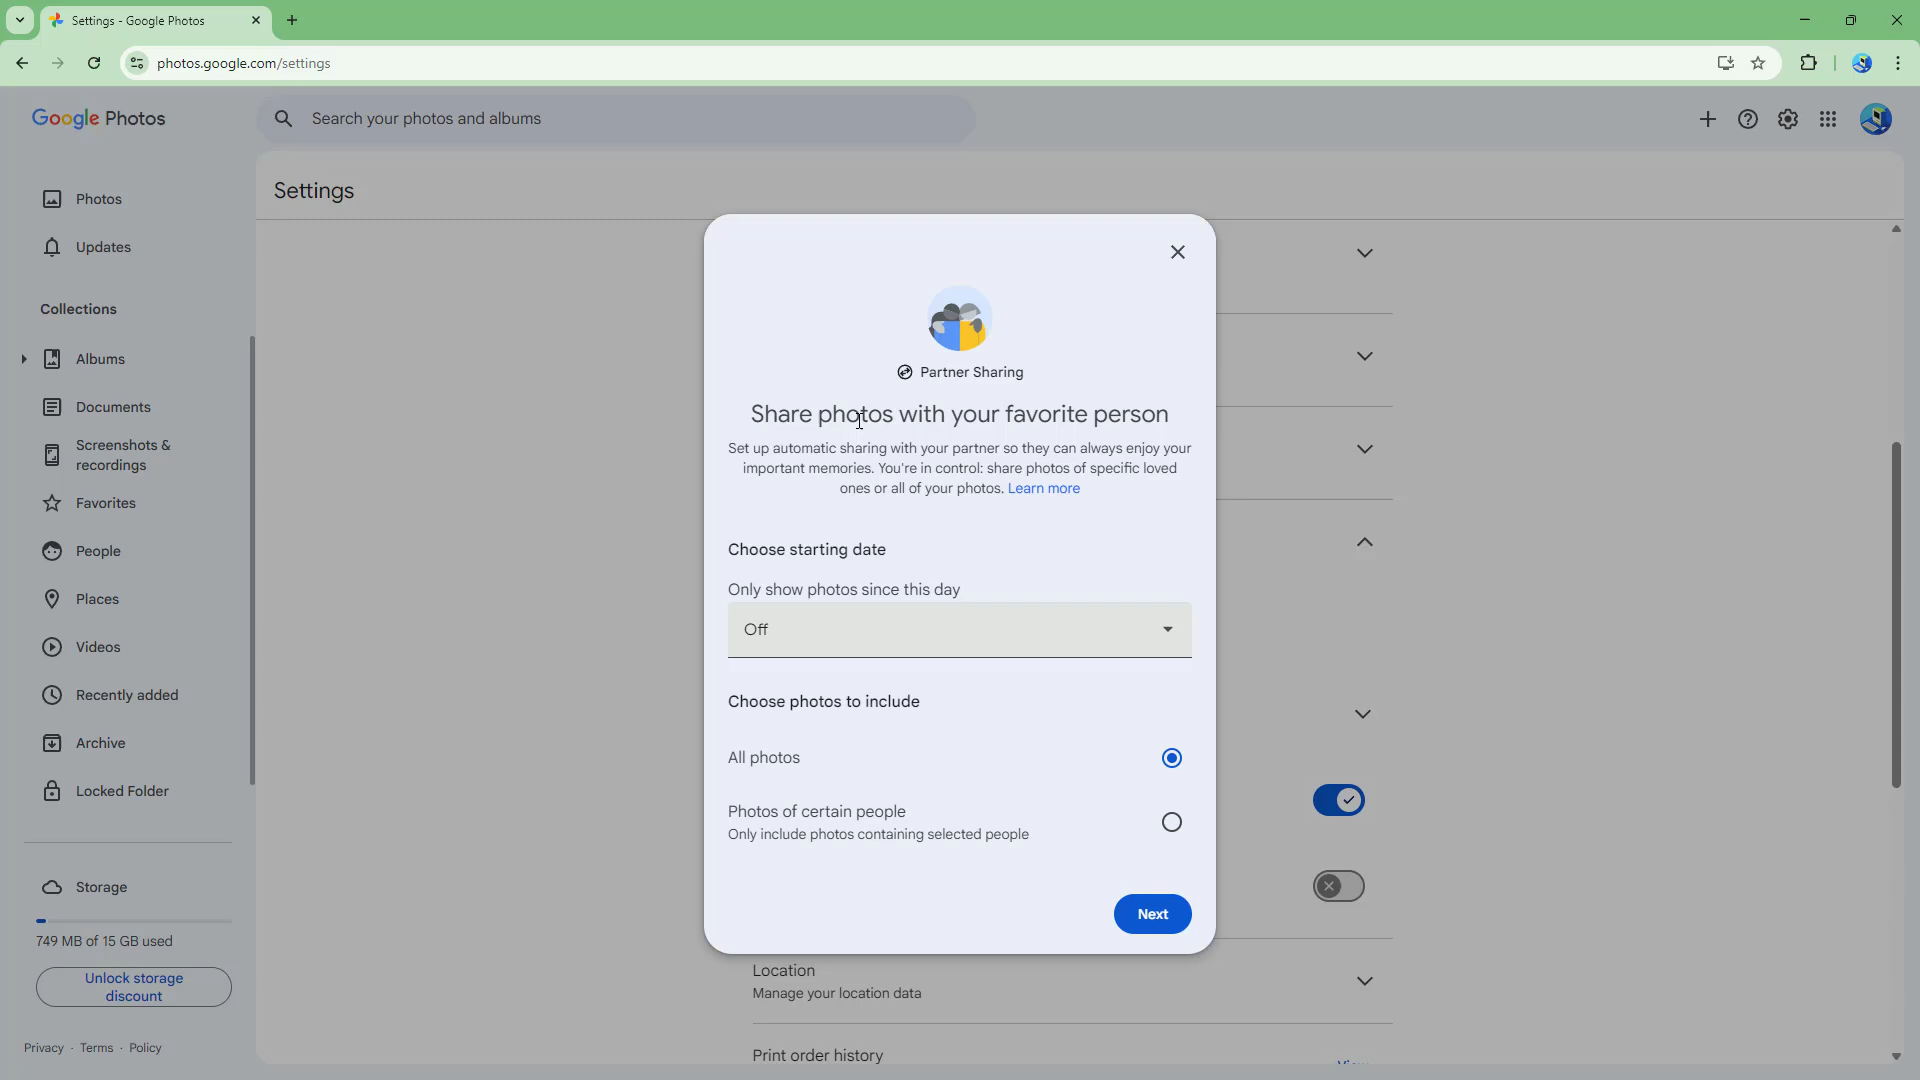 Settings - Google Photos
photos.google.com/settings
Google Photos
Search your photos and albums
Photos
Updates
Collections
Albums
Documents
Screenshots &
recordings
Favorites
People
Places
Videos
Recently added
Archive
Locked Folder
Storage
749 MB of 15 GB used
Unlock storage
discount
Privacy · Terms · Policy
Settings
Partner Sharing
Share photos with your favorite person
Set up automatic sharing with your partner so they can always enjoy your
important memories. You're in control: share photos of specific loved
ones or all of your photos. Learn more
Choose starting date
Only show photos since this day
Off
Choose photos to include
All photos
Photos of certain people
Only include photos containing selected people
Next
Location
Manage your location data
Print order history